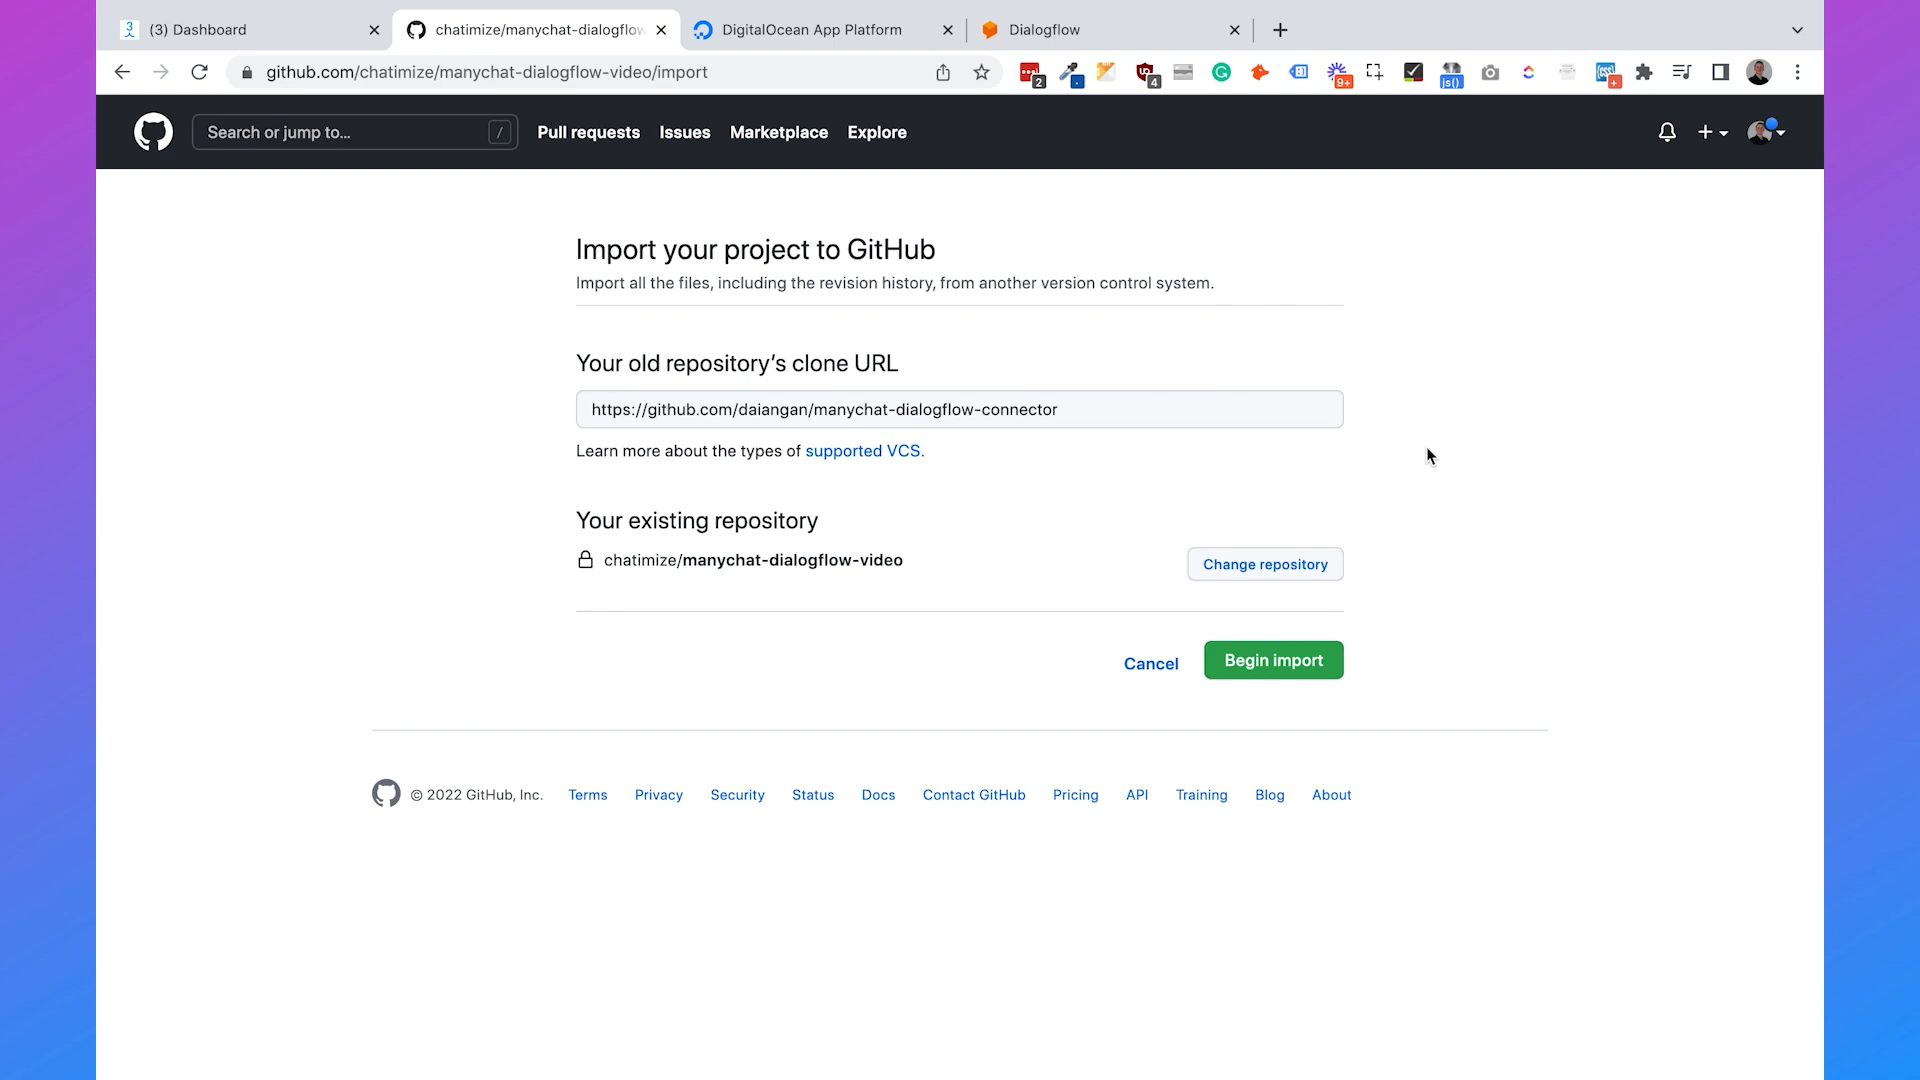 (3) Dashboard
chatimize/manychat-dialogflow
DigitalOcean App Platform
Dialogflow
github.com/chatimize/manychat-dialogflow-video/import
2
4
9+
js()
Search or jump to...
/
Pull requests
Issues
Marketplace
Explore
Import your project to GitHub
Import all the files, including the revision history, from another version control system.
Your old repository’s clone URL
https://github.com/daiangan/manychat-dialogflow-connector
Learn more about the types of supported VCS.
Your existing repository
chatimize/manychat-dialogflow-video
Change repository
Cancel
Begin import
© 2022 GitHub, Inc.
Terms
Privacy
Security
Status
Docs
Contact GitHub
Pricing
API
Training
Blog
About